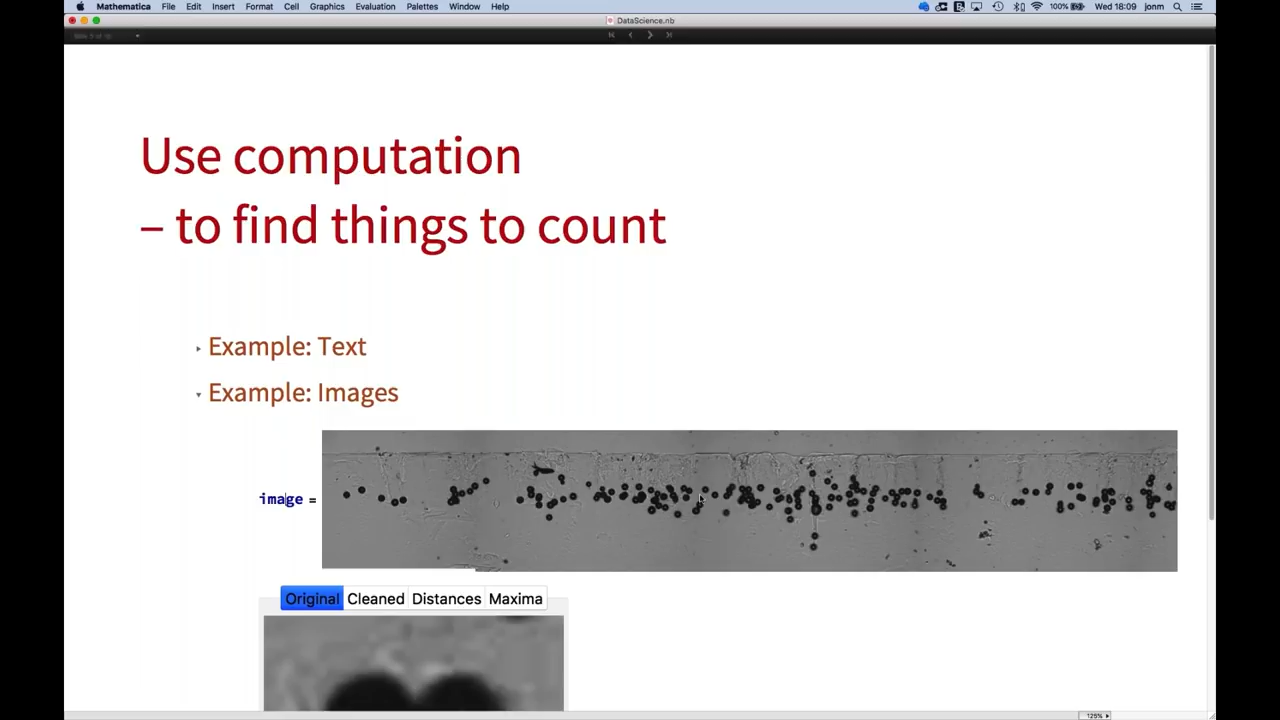 Mathematica File Edit Insert Format Cell Graphics Evaluation Palettes Window Help 100% Wed 18:09 jonm
DataScience.nb
Use computation
– to find things to count
Example: Text
Example: Images
image =
Original Cleaned Distances Maxima
125%